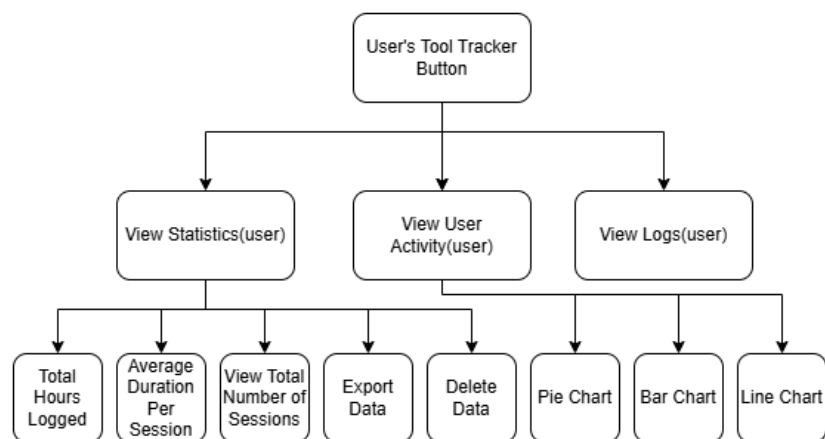 User's Tool Tracker
Button
View Statistics(user)
View User
Activity(user)
View Logs(user)
Total
Hours
Logged
Average
Duration
Per
Session
View Total
Number of
Sessions
Export
Data
Delete
Data
Pie Chart
Bar Chart
Line Chart